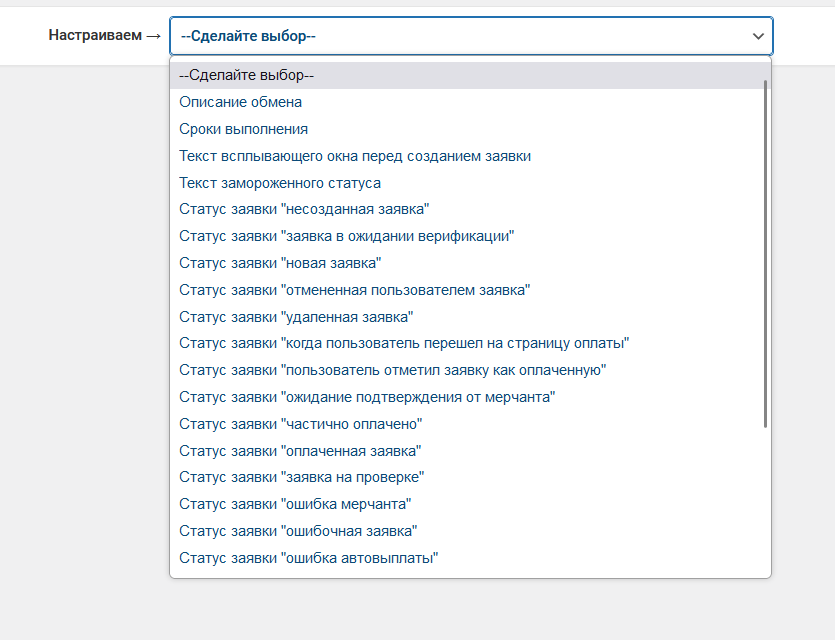 Настраиваем →
--Сделайте выбор--
--Сделайте выбор--
Описание обмена
Сроки выполнения
Текст всплывающего окна перед созданием заявки
Текст замороженного статуса
Статус заявки "несозданная заявка"
Статус заявки "заявка в ожидании верификации"
Статус заявки "новая заявка"
Статус заявки "отмененная пользователем заявка"
Статус заявки "удаленная заявка"
Статус заявки "когда пользователь перешел на страницу оплаты"
Статус заявки "пользователь отметил заявку как оплаченную"
Статус заявки "ожидание подтверждения от мерчанта"
Статус заявки "частично оплачено"
Статус заявки "оплаченная заявка"
Статус заявки "заявка на проверке"
Статус заявки "ошибка мерчанта"
Статус заявки "ошибочная заявка"
Статус заявки "ошибка автовыплаты"